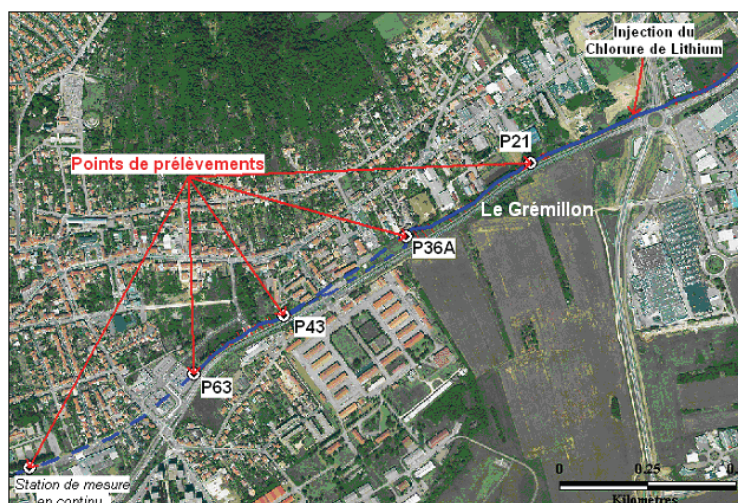 Injection du
Chlorure de Lithium
P21
Points de prélèvements
Le Grémillon
P36A
P43
P63
0 0.25 0.
Kilomètres
Station de mesure
en continu